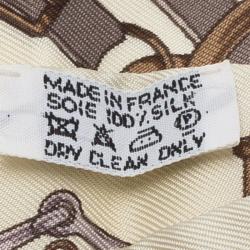 MADE IN FRANCE
SOIE 100% SILK
P
DRY CLEAN ONLY